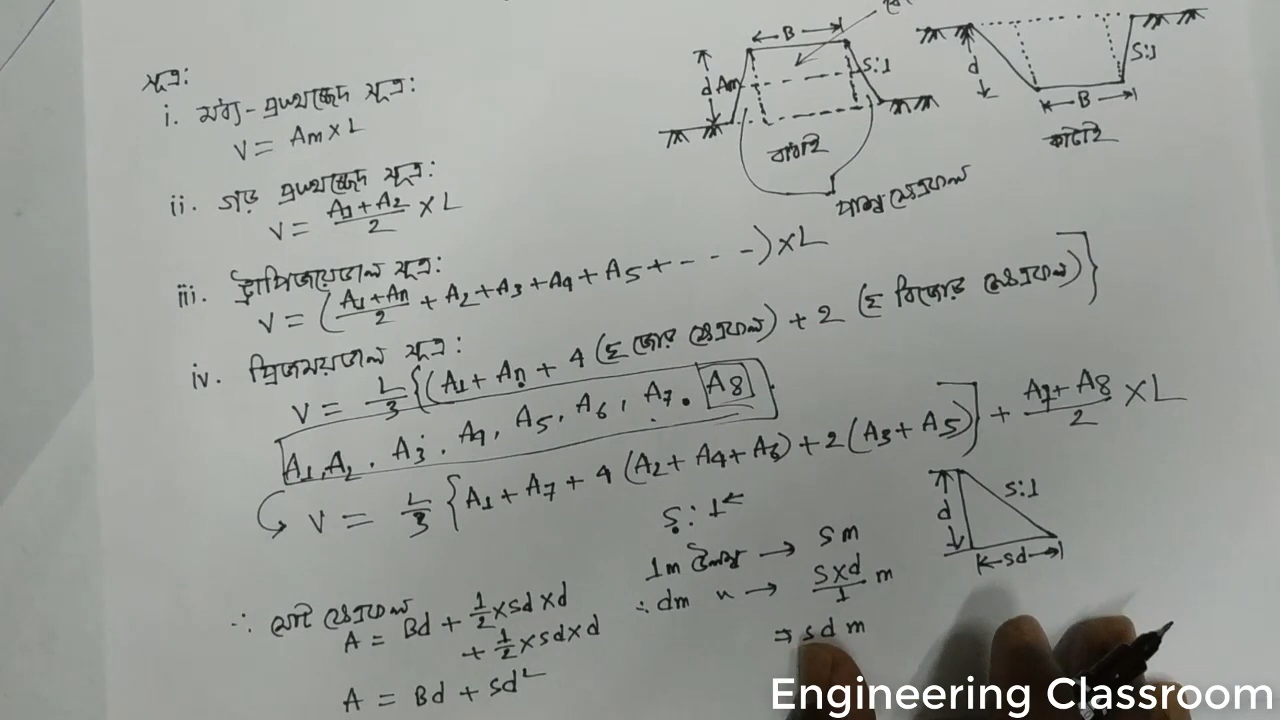 সূত্র:
i. মধ্য-প্রস্থচ্ছেদ সূত্র:
V = Am × L
ii. গড় প্রস্থচ্ছেদ সূত্র:
V = (A1 + A2)/2 × L
iii. ট্রাপিজয়ডাল সূত্র:
V = ((A1 + An)/2 + A2 + A3 + A4 + A5 + - - - -) × L
iv. প্রিজময়ডাল সূত্র:
V = L/3 {(A1 + An + 4 (Σ জোড় ক্ষেত্রফল) + 2 (Σ বিজোড় ক্ষেত্রফল)}
A1, A2, A3, A4, A5, A6, A7, A8
V = L/3 {A1 + A7 + 4 (A2 + A4 + A6) + 2 (A3 + A5)} + (A7 + A8)/2 × L
B
d
Am
S:1
পার্শ্ব ক্ষেত্রফল
d
S:1
B
কাটাই
S:1
1m উচ্চতায় → S m
∴ dm " → (S×d)/1 m
⇒ sd m
d
S:1
sd
∴ মোট ক্ষেত্রফল
A = Bd + 1/2 × sd × d
+ 1/2 × sd × d
A = Bd + sd²
Engineering Classroom